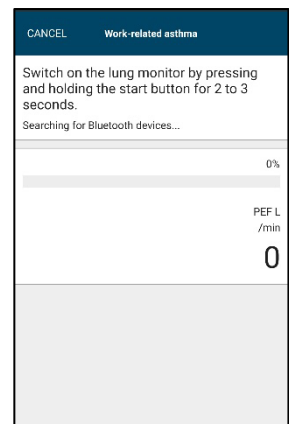 CANCEL Work-related asthma
Switch on the lung monitor by pressing
and holding the start button for 2 to 3
seconds.
Searching for Bluetooth devices...
0%
PEF L
/min
0